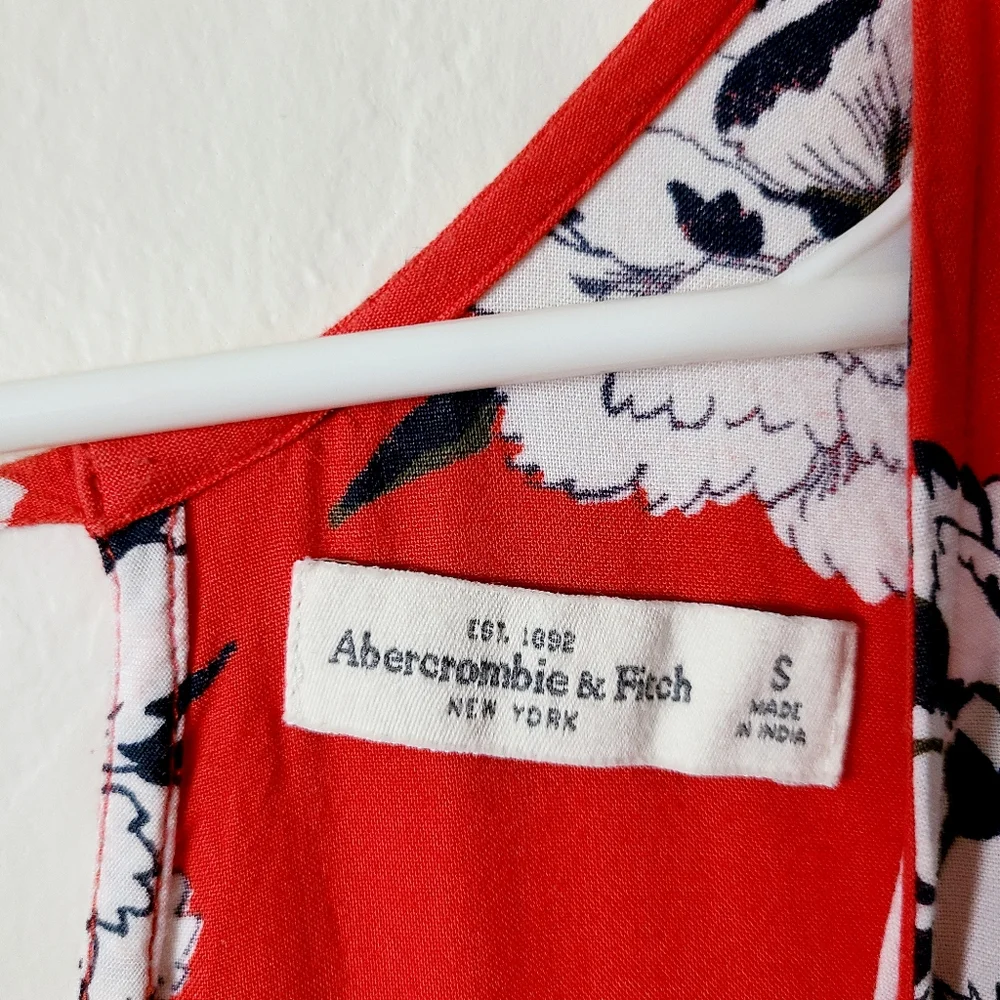 EST. 1892
Abercrombie & Fitch
NEW YORK
S
MADE
IN INDIA